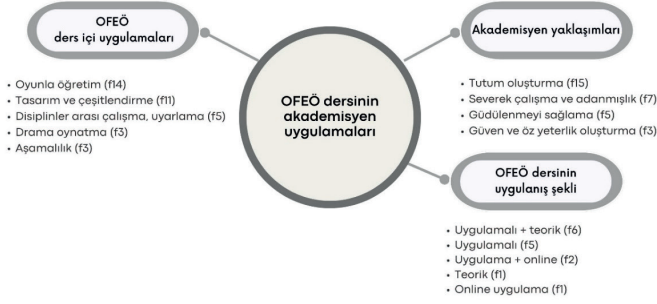 OFEÖ
ders içi uygulamaları
• Oyunla öğretim (f14)
• Tasarım ve çeşitlendirme (f11)
• Disiplinler arası çalışma, uyarlama (f5)
• Drama oynatma (f3)
• Aşamalılık (f3)
OFEÖ dersinin
akademisyen
uygulamaları
Akademisyen yaklaşımları
• Tutum oluşturma (f15)
• Severek çalışma ve adanmışlık (f7)
• Güdülenmeyi sağlama (f5)
• Güven ve öz yeterlik oluşturma (f3)
OFEÖ dersinin
uygulanış şekli
• Uygulamalı + teorik (f6)
• Uygulamalı (f5)
• Uygulama + online (f2)
• Teorik (f1)
• Online uygulama (f1)